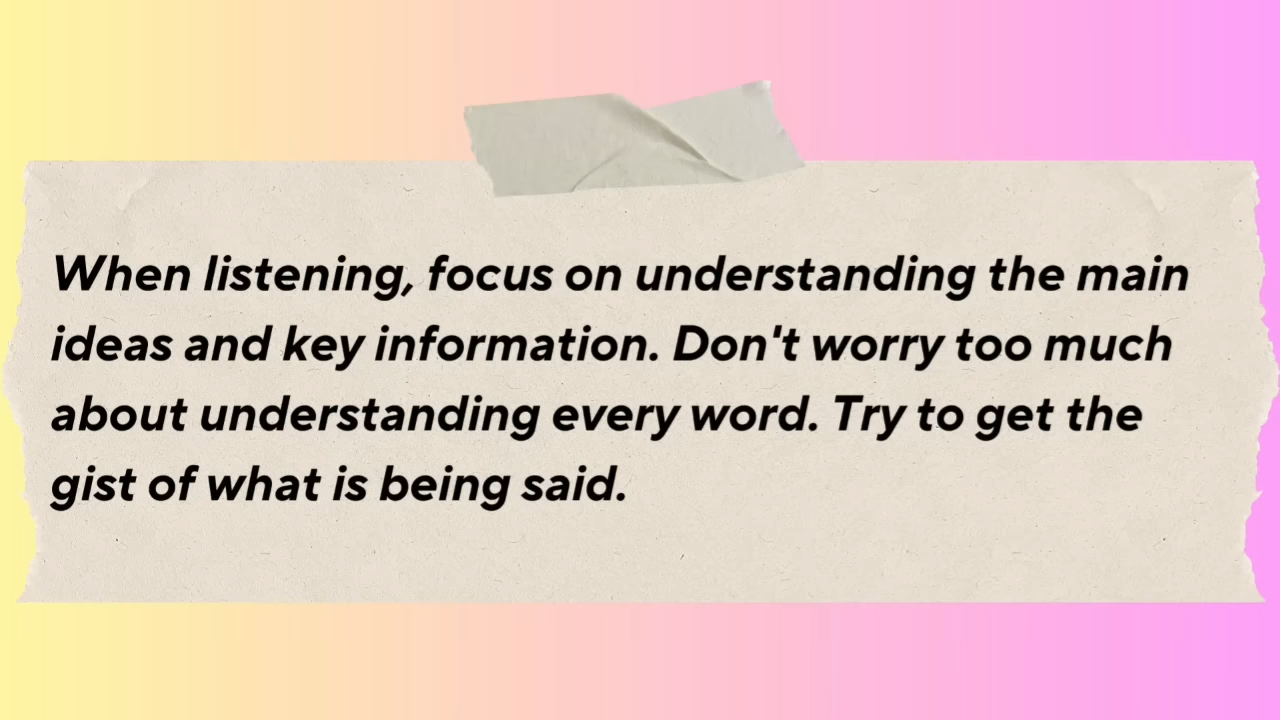 When listening, focus on understanding the main
ideas and key information. Don't worry too much
about understanding every word. Try to get the
gist of what is being said.